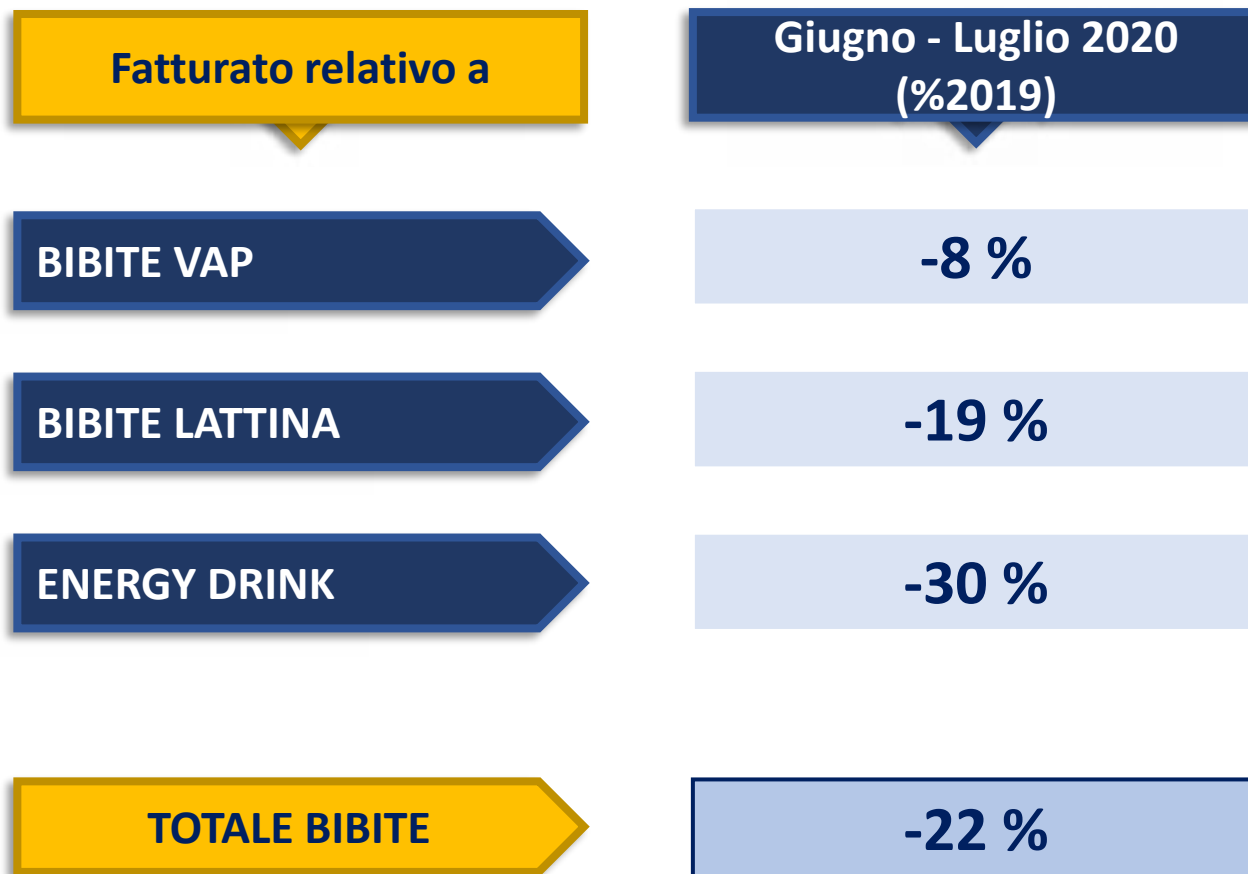 Fatturato relativo a
Giugno - Luglio 2020
(%2019)
BIBITE VAP
-8 %
BIBITE LATTINA
-19 %
ENERGY DRINK
-30 %
TOTALE BIBITE
-22 %